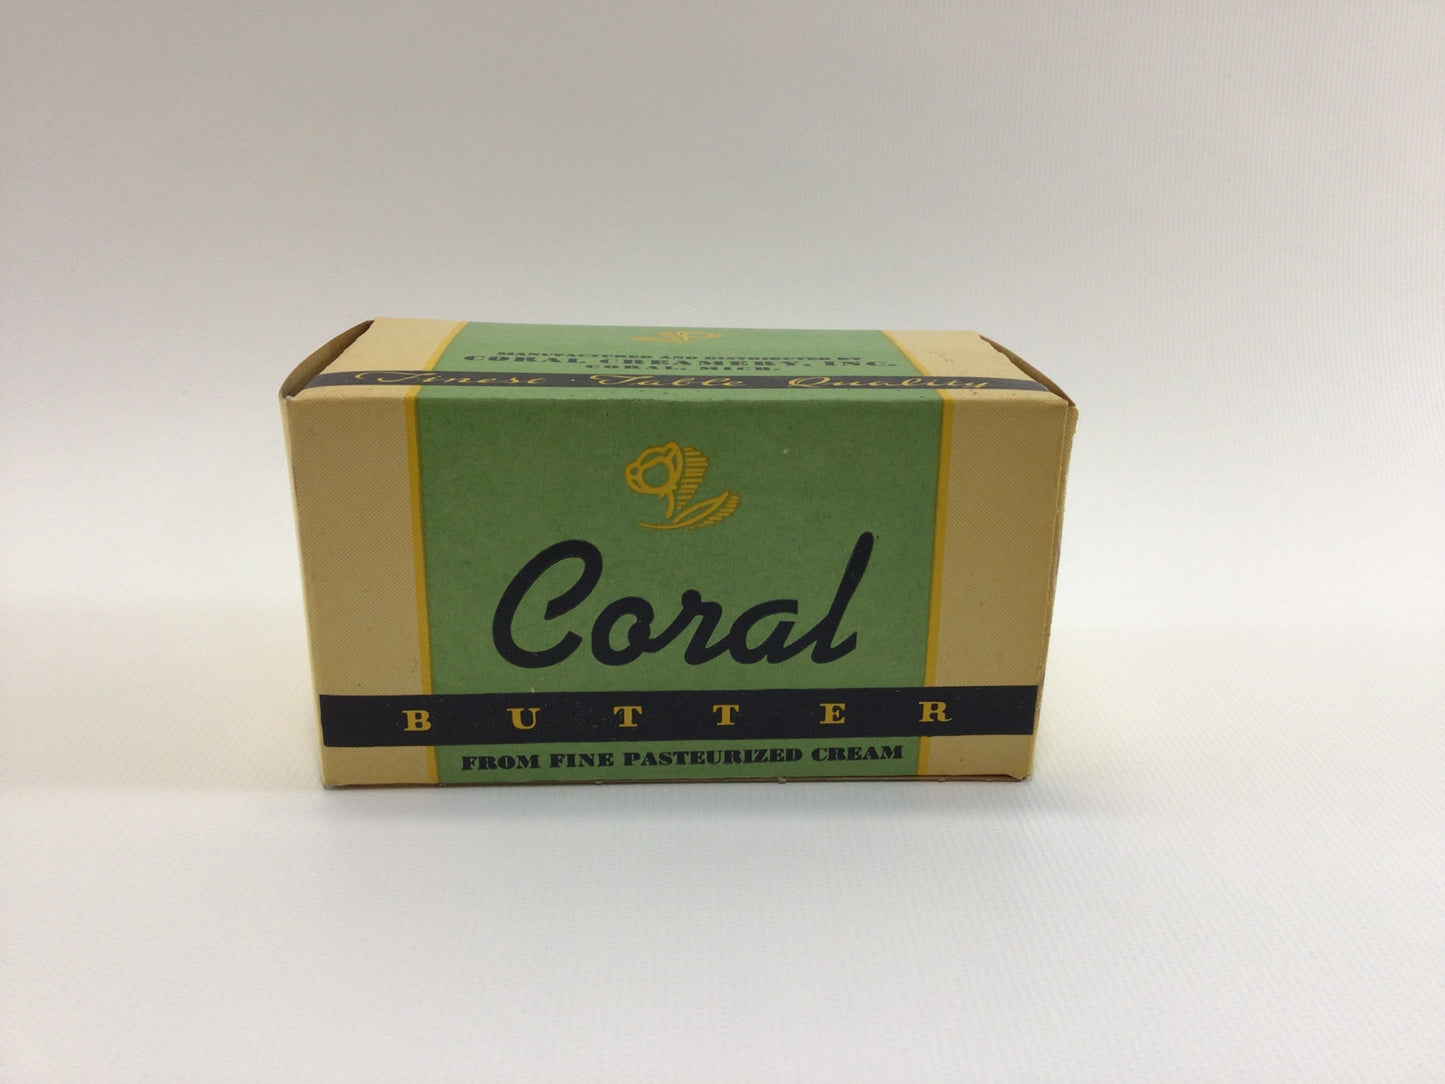 MANUFACTURED AND DISTRIBUTED BY
CORAL CREAMERY, INC.
CORAL, MICH.
Finest Table Quality
Coral
BUTTER
FROM FINE PASTEURIZED CREAM